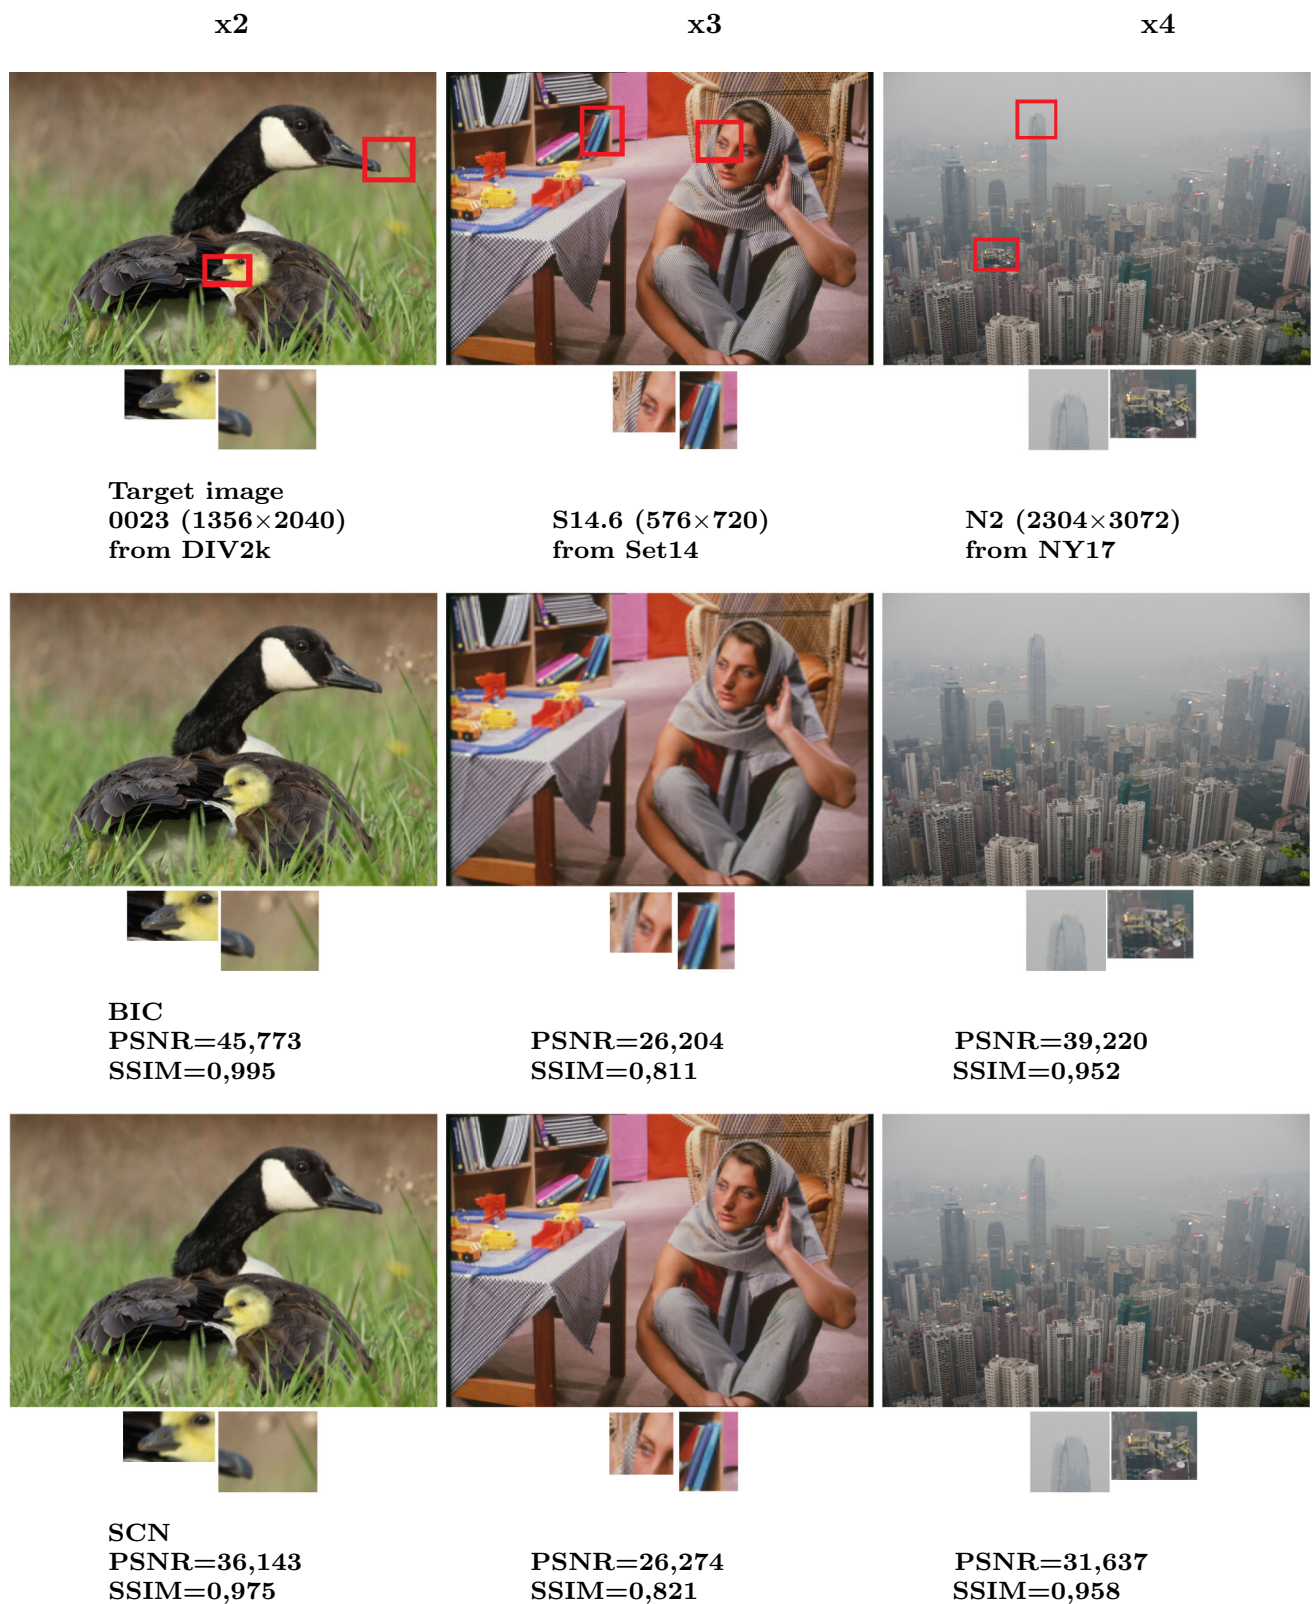 x2 x3 x4
Target image
0023 (1356×2040) S14.6 (576×720) N2 (2304×3072)
from DIV2k from Set14 from NY17
BIC
PSNR=45,773 PSNR=26,204 PSNR=39,220
SSIM=0,995 SSIM=0,811 SSIM=0,952
SCN
PSNR=36,143 PSNR=26,274 PSNR=31,637
SSIM=0,975 SSIM=0,821 SSIM=0,958